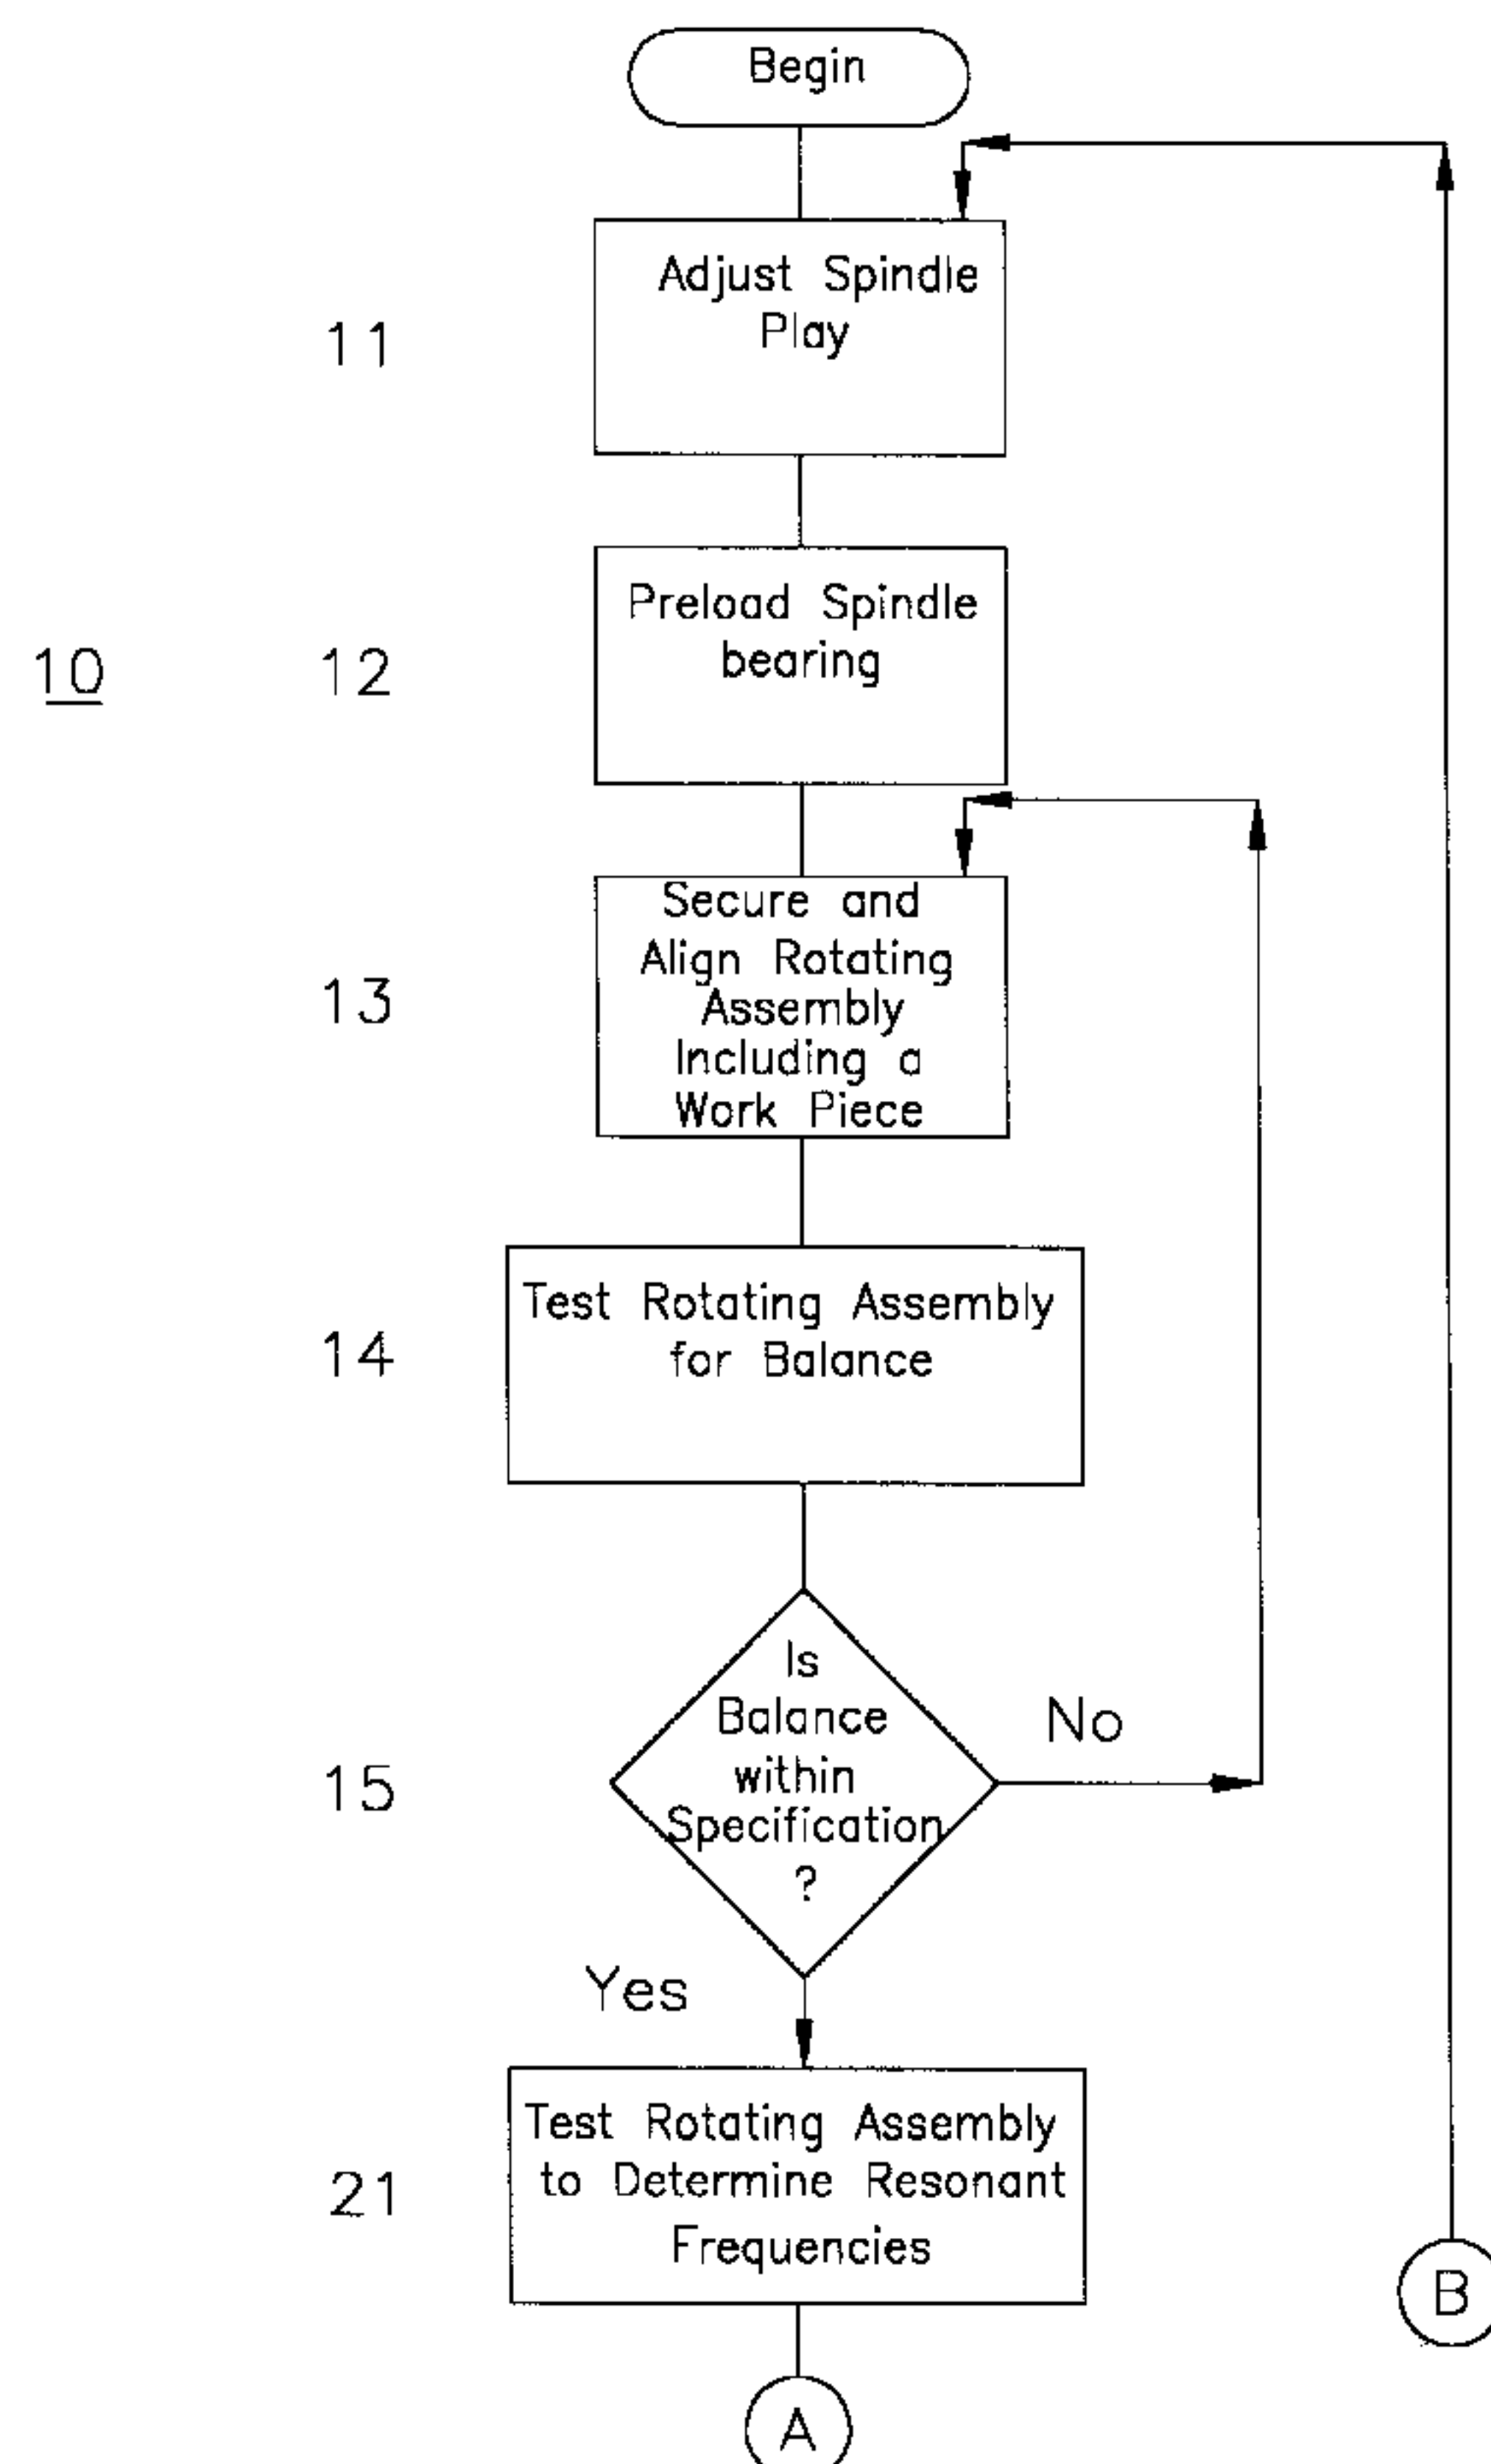 Begin
11
Adjust Spindle
Play
10
12
Preload Spindle
bearing
13
Secure and
Align Rotating
Assembly
Including a
Work Piece
14
Test Rotating Assembly
for Balance
15
Is
Balance
within
Specification
?
No
Yes
21
Test Rotating Assembly
to Determine Resonant
Frequencies
B
A